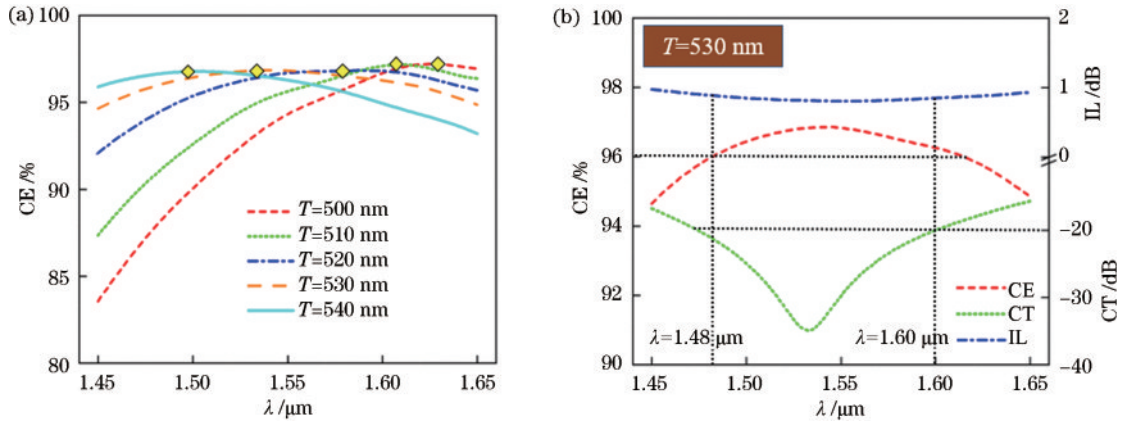 (a)
100
95
90
85
80
CE /%
T=500 nm
T=510 nm
T=520 nm
T=530 nm
T=540 nm
1.45 1.50 1.55 1.60 1.65
λ /μm
(b)
100
98
96
94
92
90
CE /%
T=530 nm
2
1
0
−20
−30
−40
IL /dB
CT /dB
CE
CT
IL
λ=1.48 μm
λ=1.60 μm
1.45 1.50 1.55 1.60 1.65
λ /μm